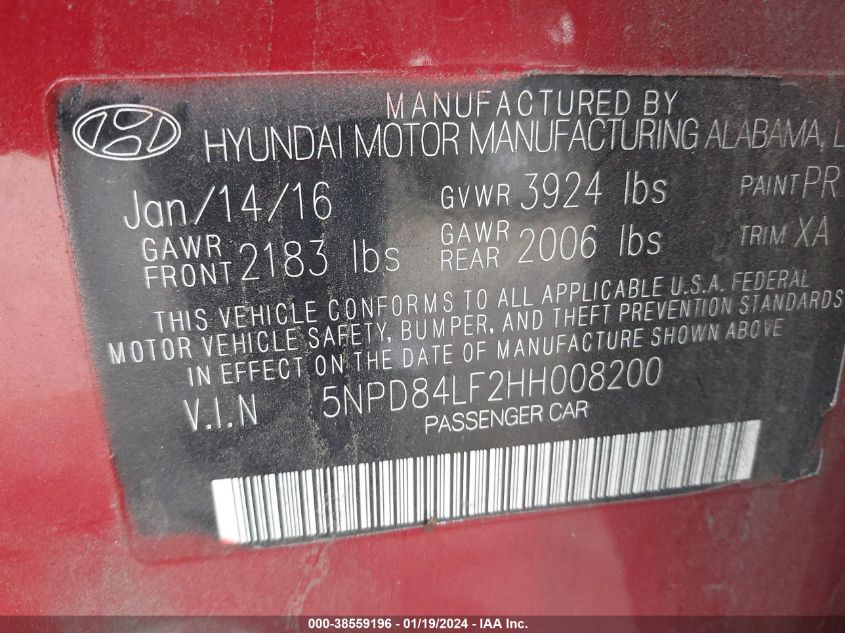 MANUFACTURED BY
HYUNDAI MOTOR MANUFACTURING ALABAMA, L
Jan/14/16 GVWR 3924 lbs PAINT PR
GAWR FRONT 2183 lbs GAWR REAR 2006 lbs TRIM XA
THIS VEHICLE CONFORMS TO ALL APPLICABLE U.S.A. FEDERAL
MOTOR VEHICLE SAFETY, BUMPER, AND THEFT PREVENTION STANDARDS
IN EFFECT ON THE DATE OF MANUFACTURE SHOWN ABOVE
V.I.N 5NPD84LF2HH008200
PASSENGER CAR
000-38559196 - 01/19/2024 - IAA Inc.